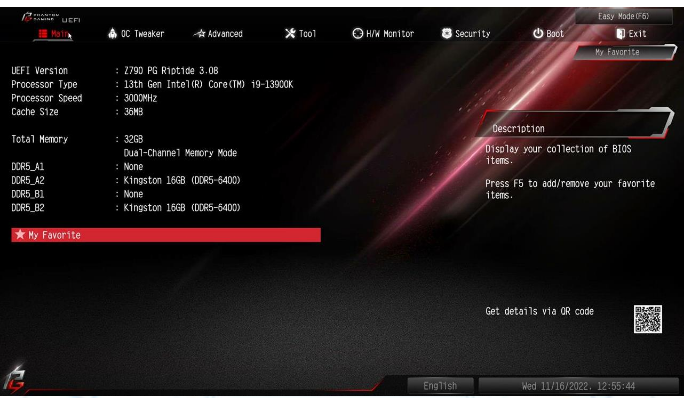 PHANTOM GAMING UEFI
Easy Mode(F6)
Main OC Tweaker Advanced Tool H/W Monitor Security Boot Exit
My Favorite
UEFI Version : Z790 PG Riptide 3.08
Processor Type : 13th Gen Intel(R) Core(TM) i9-13900K
Processor Speed : 3000MHz
Cache Size : 36MB
Total Memory : 32GB
Dual-Channel Memory Mode
DDR5_A1 : None
DDR5_A2 : Kingston 16GB (DDR5-6400)
DDR5_B1 : None
DDR5_B2 : Kingston 16GB (DDR5-6400)
My Favorite
Description
Display your collection of BIOS
items.
Press F5 to add/remove your favorite
items.
Get details via QR code
English
Wed 11/16/2022. 12:55:44